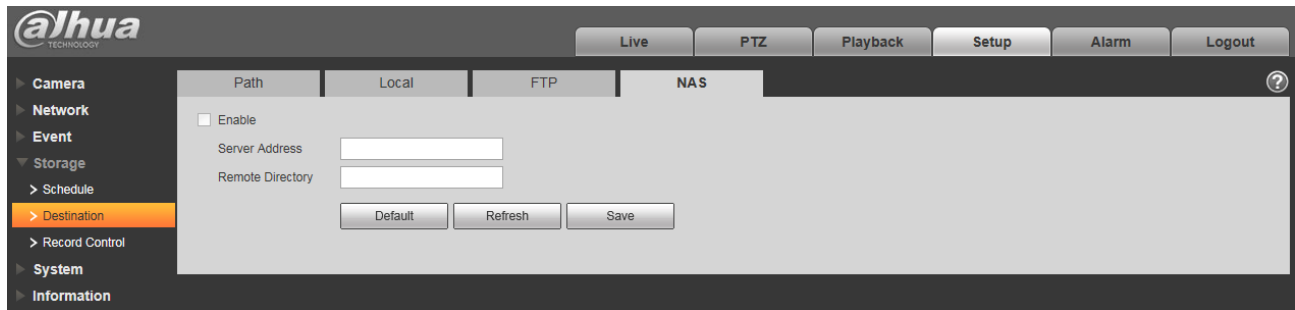 alhua
TECHNOLOGY
Live PTZ Playback Setup Alarm Logout
Camera
Network
Event
Storage
> Schedule
> Destination
> Record Control
System
Information
Path Local FTP NAS ?
Enable
Server Address
Remote Directory
Default Refresh Save